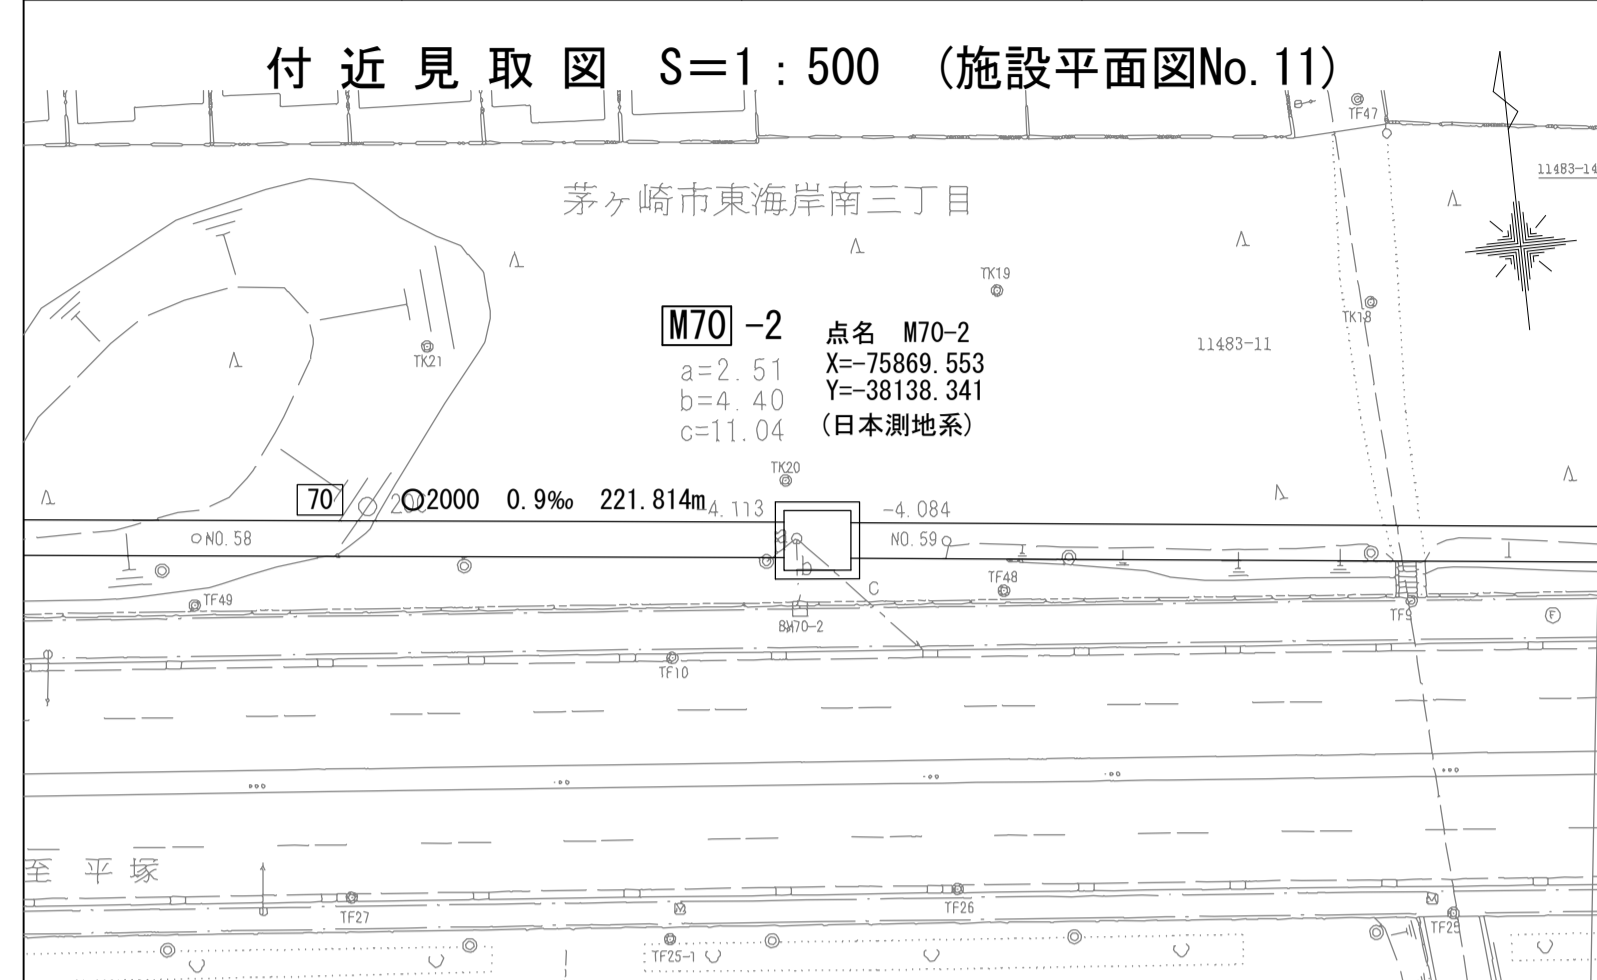 付近見取図 S=1:500 (施設平面図No.11)
TF47
11483-14
茅ヶ崎市東海岸南三丁目
TK19
TK18
M70 -2
点名 M70-2
X=-75869.553
Y=-38138.341
(日本測地系)
a=2.51
b=4.40
c=11.04
11483-11
TK21
TK20
70 ○2000 0.9‰ 221.814m
-4.113
-4.084
NO.58
a
NO.59
b
c
TF48
TF49
TF9
F
BM70-2
TF10
至 平塚
TF27
M
TF26
M
TF25
TF25-1